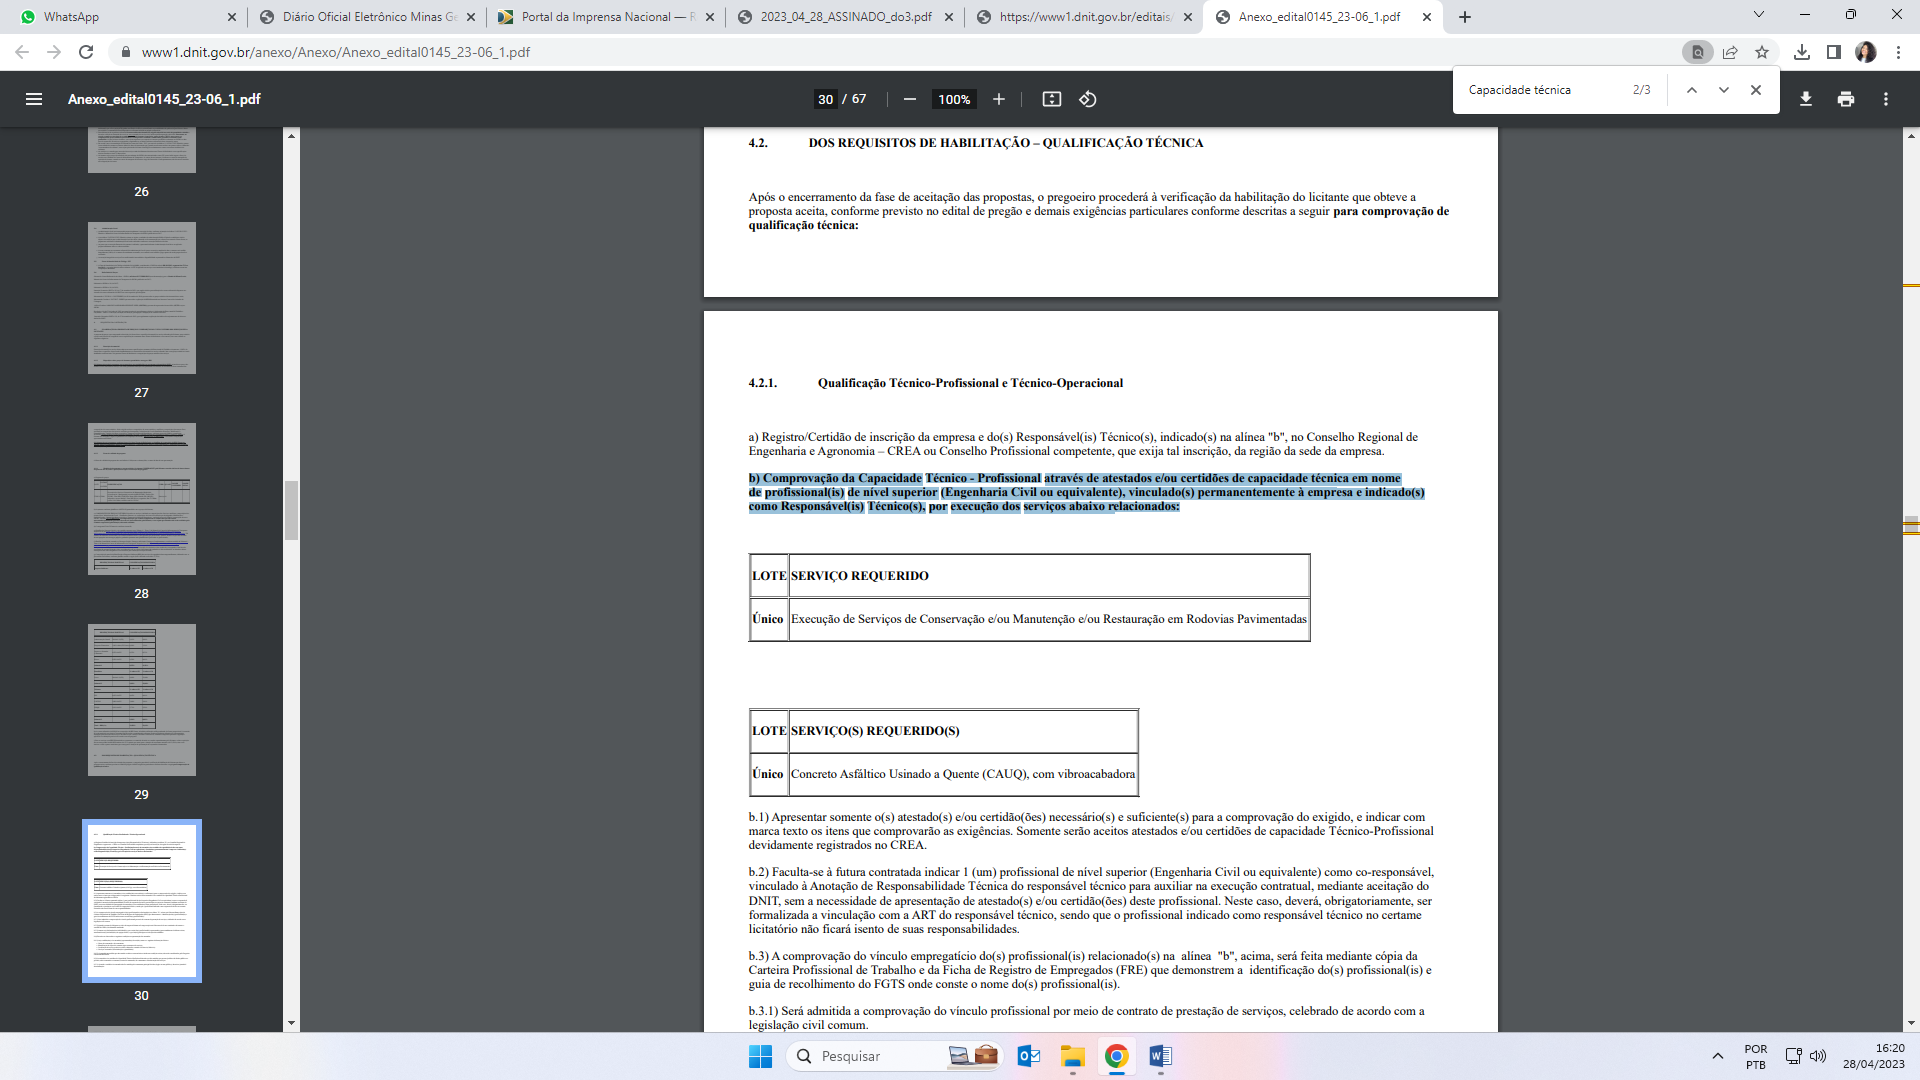 WhatsApp
Diário Oficial Eletrônico Minas Ge
Portal da Imprensa Nacional — R
2023_04_28_ASSINADO_do3.pdf
https://www1.dnit.gov.br/editais/
Anexo_edital0145_23-06_1.pdf
www1.dnit.gov.br/anexo/Anexo/Anexo_edital0145_23-06_1.pdf
Anexo_edital0145_23-06_1.pdf
30 / 67
100%
Capacidade técnica 2/3
26
27
28
29
30
4.2. DOS REQUISITOS DE HABILITAÇÃO – QUALIFICAÇÃO TÉCNICA
Após o encerramento da fase de aceitação das propostas, o pregoeiro procederá à verificação da habilitação do licitante que obteve a
proposta aceita, conforme previsto no edital de pregão e demais exigências particulares conforme descritas a seguir para comprovação de
qualificação técnica:
4.2.1. Qualificação Técnico-Profissional e Técnico-Operacional
a) Registro/Certidão de inscrição da empresa e do(s) Responsável(is) Técnico(s), indicado(s) na alínea "b", no Conselho Regional de
Engenharia e Agronomia – CREA ou Conselho Profissional competente, que exija tal inscrição, da região da sede da empresa.
b) Comprovação da Capacidade Técnico - Profissional através de atestados e/ou certidões de capacidade técnica em nome
de profissional(is) de nível superior (Engenharia Civil ou equivalente), vinculado(s) permanentemente à empresa e indicado(s)
como Responsável(is) Técnico(s), por execução dos serviços abaixo relacionados:
LOTE SERVIÇO REQUERIDO
Único Execução de Serviços de Conservação e/ou Manutenção e/ou Restauração em Rodovias Pavimentadas
LOTE SERVIÇO(S) REQUERIDO(S)
Único Concreto Asfáltico Usinado a Quente (CAUQ), com vibroacabadora
b.1) Apresentar somente o(s) atestado(s) e/ou certidão(ões) necessário(s) e suficiente(s) para a comprovação do exigido, e indicar com
marca texto os itens que comprovarão as exigências. Somente serão aceitos atestados e/ou certidões de capacidade Técnico-Profissional
devidamente registrados no CREA.
b.2) Faculta-se à futura contratada indicar 1 (um) profissional de nível superior (Engenharia Civil ou equivalente) como co-responsável,
vinculado à Anotação de Responsabilidade Técnica do responsável técnico para auxiliar na execução contratual, mediante aceitação do
DNIT, sem a necessidade de apresentação de atestado(s) e/ou certidão(ões) deste profissional. Neste caso, deverá, obrigatoriamente, ser
formalizada a vinculação com a ART do responsável técnico, sendo que o profissional indicado como responsável técnico no certame
licitatório não ficará isento de suas responsabilidades.
b.3) A comprovação do vínculo empregatício do(s) profissional(is) relacionado(s) na alínea "b", acima, será feita mediante cópia da
Carteira Profissional de Trabalho e da Ficha de Registro de Empregados (FRE) que demonstrem a identificação do(s) profissional(is) e
guia de recolhimento do FGTS onde conste o nome do(s) profissional(is).
b.3.1) Será admitida a comprovação do vínculo profissional por meio de contrato de prestação de serviços, celebrado de acordo com a
legislação civil comum.
Pesquisar
POR
PTB
16:20
28/04/2023